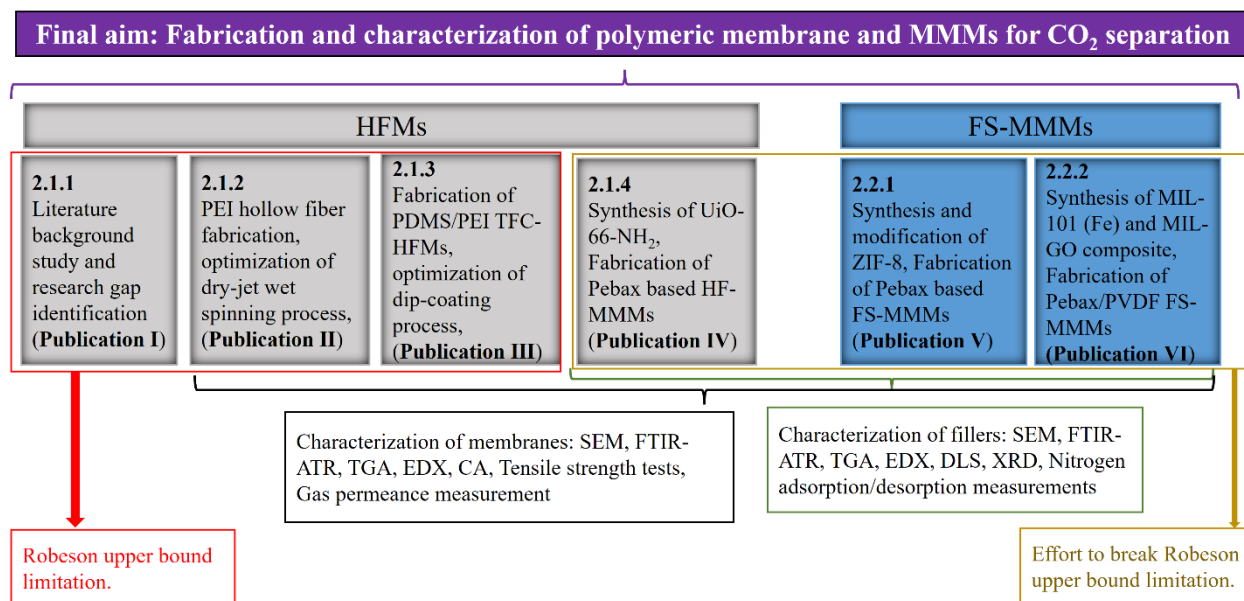 Final aim: Fabrication and characterization of polymeric membrane and MMMs for CO₂ separation
HFMs
FS-MMMs
2.1.1
Literature
background
study and
research gap
identification
(Publication I)
2.1.2
PEI hollow fiber
fabrication,
optimization of
dry-jet wet
spinning process,
(Publication II)
2.1.3
Fabrication of
PDMS/PEI TFC-
HFMs,
optimization of
dip-coating
process,
(Publication III)
2.1.4
Synthesis of UiO-
66-NH₂,
Fabrication of
Pebax based HF-
MMMs
(Publication IV)
2.2.1
Synthesis and
modification of
ZIF-8, Fabrication
of Pebax based
FS-MMMs
(Publication V)
2.2.2
Synthesis of MIL-
101 (Fe) and MIL-
GO composite,
Fabrication of
Pebax/PVDF FS-
MMMs
(Publication VI)
Characterization of membranes: SEM, FTIR-
ATR, TGA, EDX, CA, Tensile strength tests,
Gas permeance measurement
Characterization of fillers: SEM, FTIR-
ATR, TGA, EDX, DLS, XRD, Nitrogen
adsorption/desorption measurements
Robeson upper bound
limitation.
Effort to break Robeson
upper bound limitation.